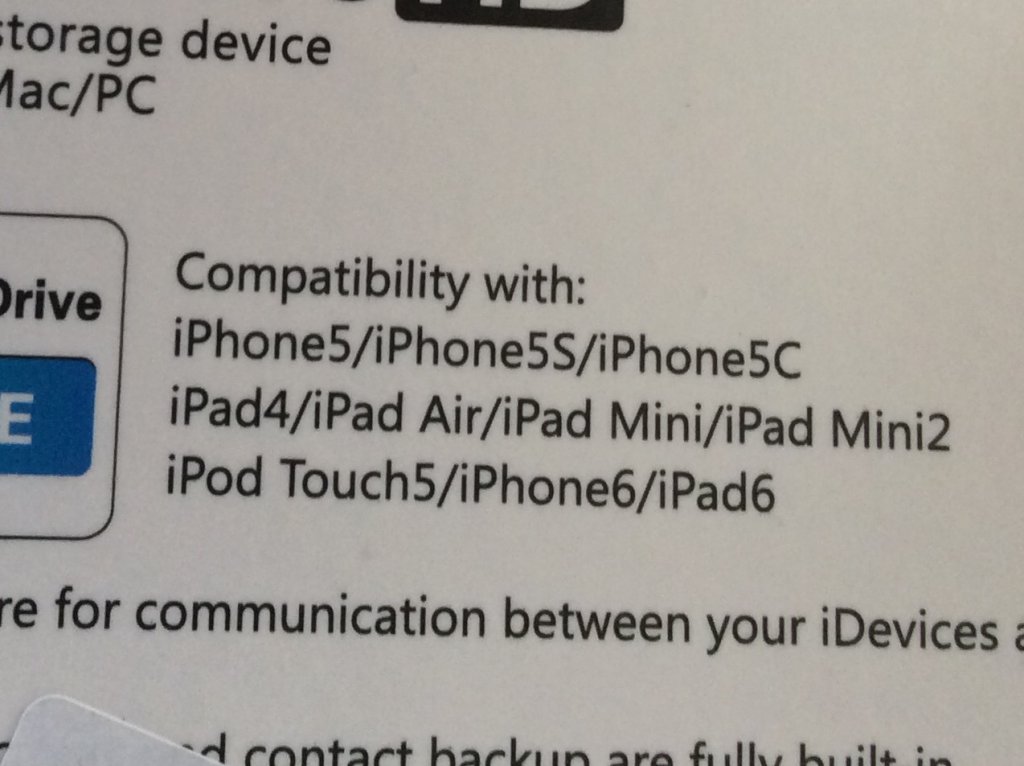 HD
storage device
Mac/PC
Drive
E
Compatibility with:
iPhone5/iPhone5S/iPhone5C
iPad4/iPad Air/iPad Mini/iPad Mini2
iPod Touch5/iPhone6/iPad6
re for communication between your iDevices a
d contact backup are fully built in